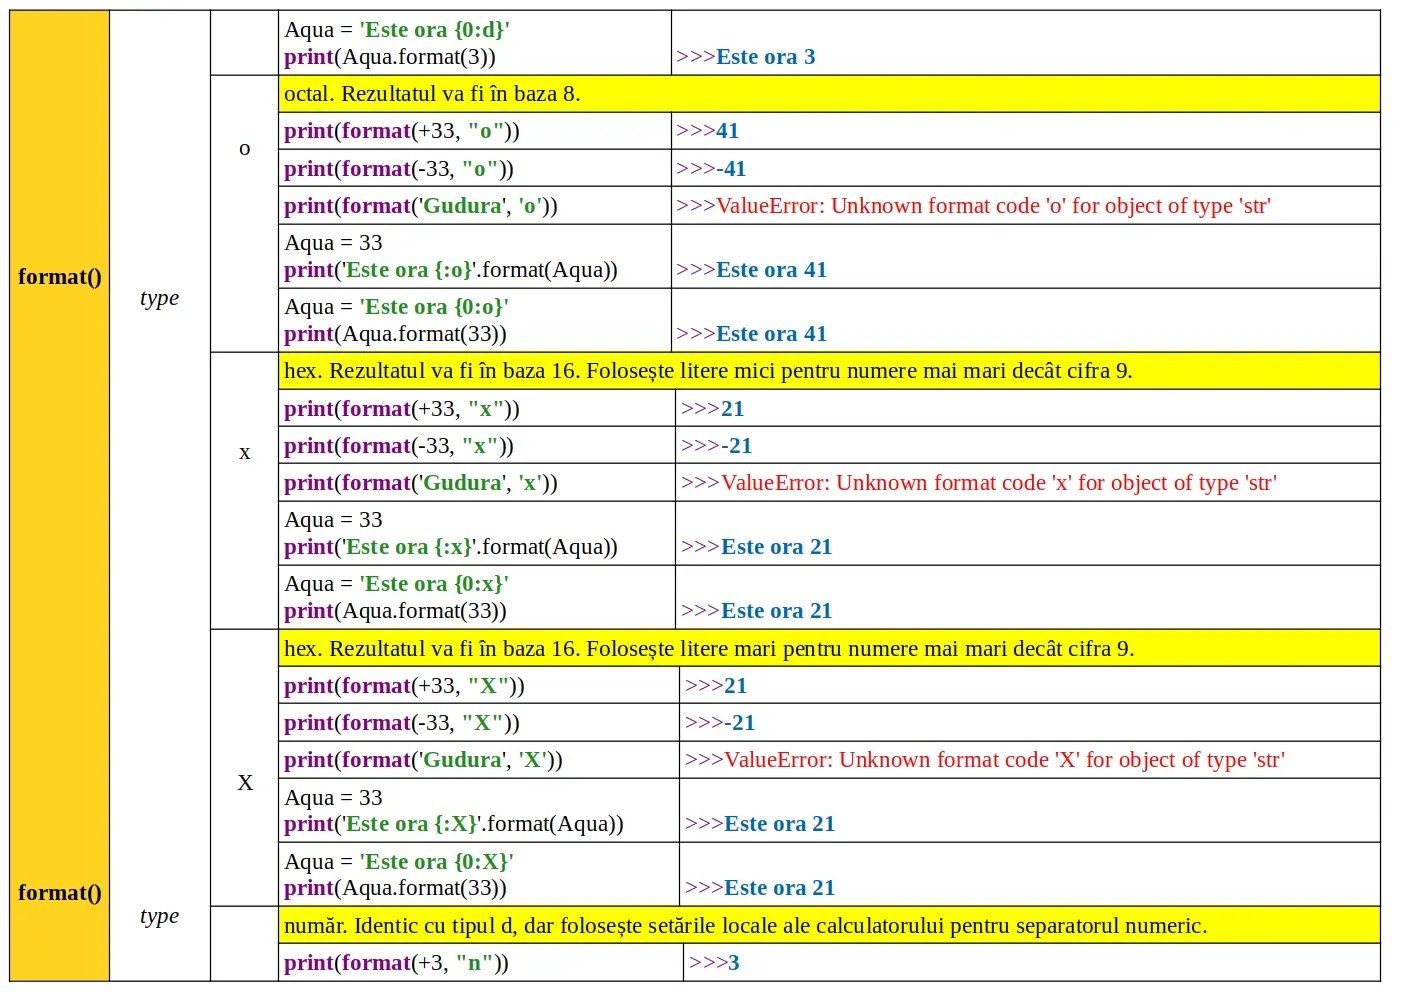 Aqua = 'Este ora {0:d}'
print(Aqua.format(3))
>>>Este ora 3
format()
type
o
octal. Rezultatul va fi în baza 8.
print(format(+33, "o"))
>>>41
print(format(-33, "o"))
>>>-41
print(format('Gudura', 'o'))
>>>ValueError: Unknown format code 'o' for object of type 'str'
Aqua = 33
print('Este ora {:o}'.format(Aqua))
>>>Este ora 41
Aqua = 'Este ora {0:o}'
print(Aqua.format(33))
>>>Este ora 41
x
hex. Rezultatul va fi în baza 16. Folosește litere mici pentru numere mai mari decât cifra 9.
print(format(+33, "x"))
>>>21
print(format(-33, "x"))
>>>-21
print(format('Gudura', 'x'))
>>>ValueError: Unknown format code 'x' for object of type 'str'
Aqua = 33
print('Este ora {:x}'.format(Aqua))
>>>Este ora 21
Aqua = 'Este ora {0:x}'
print(Aqua.format(33))
>>>Este ora 21
X
hex. Rezultatul va fi în baza 16. Folosește litere mari pentru numere mai mari decât cifra 9.
print(format(+33, "X"))
>>>21
print(format(-33, "X"))
>>>-21
print(format('Gudura', 'X'))
>>>ValueError: Unknown format code 'X' for object of type 'str'
Aqua = 33
print('Este ora {:X}'.format(Aqua))
>>>Este ora 21
Aqua = 'Este ora {0:X}'
print(Aqua.format(33))
>>>Este ora 21
format()
type
număr. Identic cu tipul d, dar folosește setările locale ale calculatorului pentru separatorul numeric.
print(format(+3, "n"))
>>>3